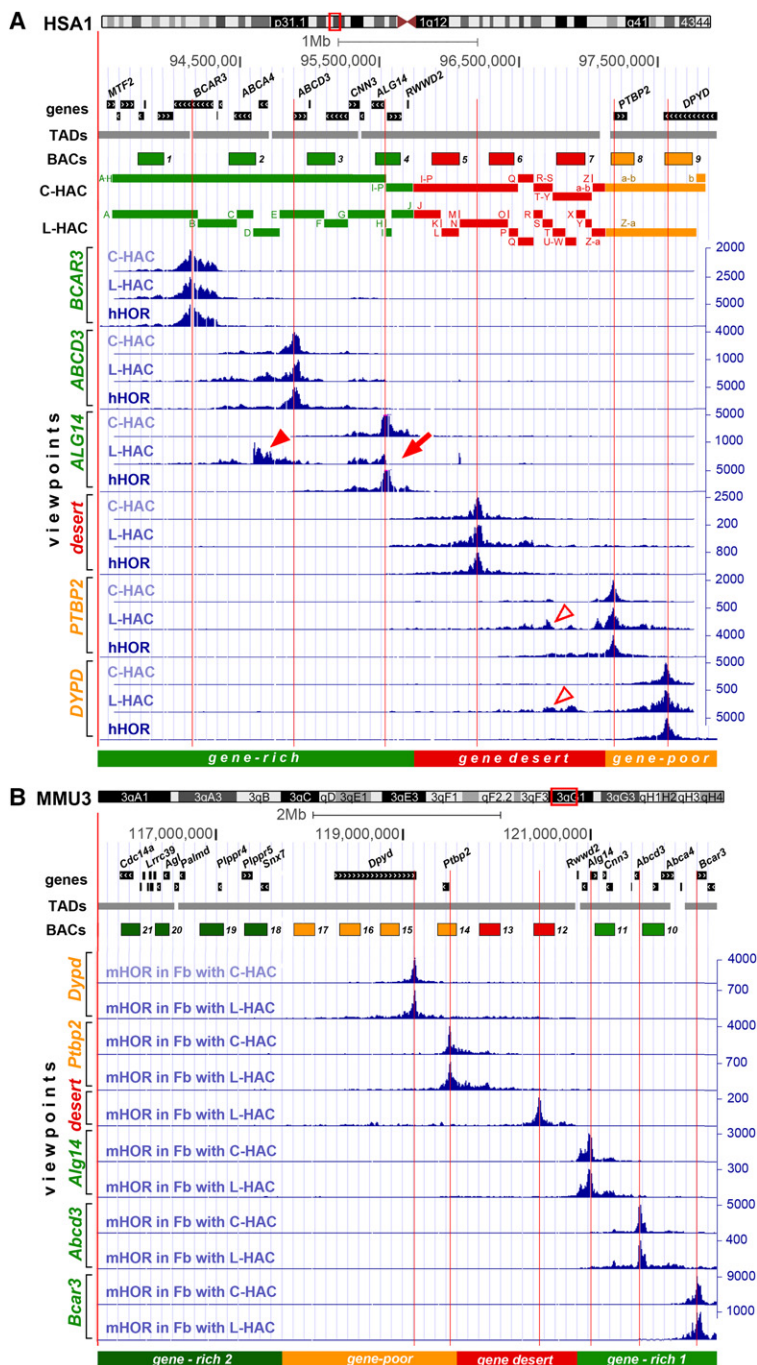 A HSA1 p31.1 1q12 q41 4344
1Mb
94,500,000 95,500,000 96,500,000 97,500,000
MTF2 BCAR3 ABCA4 ABCD3 CNN3 ALG14 RWWD2 PTBP2 DPYD
genes
TADs
BACs 1 2 3 4 5 6 7 8 9
A-H I-P Q R-S Z a-b b
C-HAC I-P T-Y a-b
A C E G J J M O R X Z-a
L-HAC B D F H I K L N P Q S T U-W Y Z-a
viewpoints
BCAR3
C-HAC 2000
L-HAC 2500
hHOR 5000
ABCD3
C-HAC 4000
L-HAC 1000
hHOR 5000
ALG14
C-HAC 5000
L-HAC 1000
hHOR 5000
desert
C-HAC 2500
L-HAC 200
hHOR 800
PTBP2
C-HAC 2000
L-HAC 500
hHOR 4000
DYPD
C-HAC 5000
L-HAC 500
hHOR 5000
gene-rich gene desert gene-poor
B MMU3 3qA1 3qA3 3qB 3qC qD 3qE1 3qE3 3qF1 qF2.2 3qF3 3qG1 3qG3 qH1 H2 qH3 qH4
2Mb
117,000,000 119,000,000 121,000,000
Cdc14a Lrrc39 Agl Palmd Plppr4 Plppr5 Snx7 Dpyd Ptbp2 Rwwd2 Alg14 Cnn3 Abcd3 Abca4 Bcar3
genes
TADs
BACs 21 20 19 18 17 16 15 14 13 12 11 10
viewpoints
Dypd
mHOR in Fb with C-HAC 4000
mHOR in Fb with L-HAC 700
Ptbp2
mHOR in Fb with C-HAC 4000
mHOR in Fb with L-HAC 700
desert
mHOR in Fb with L-HAC 200
Alg14
mHOR in Fb with C-HAC 3000
mHOR in Fb with L-HAC 300
Abcd3
mHOR in Fb with C-HAC 5000
mHOR in Fb with L-HAC 400
Bcar3
mHOR in Fb with C-HAC 9000
mHOR in Fb with L-HAC 1000
gene - rich 2 gene-poor gene desert gene - rich 1